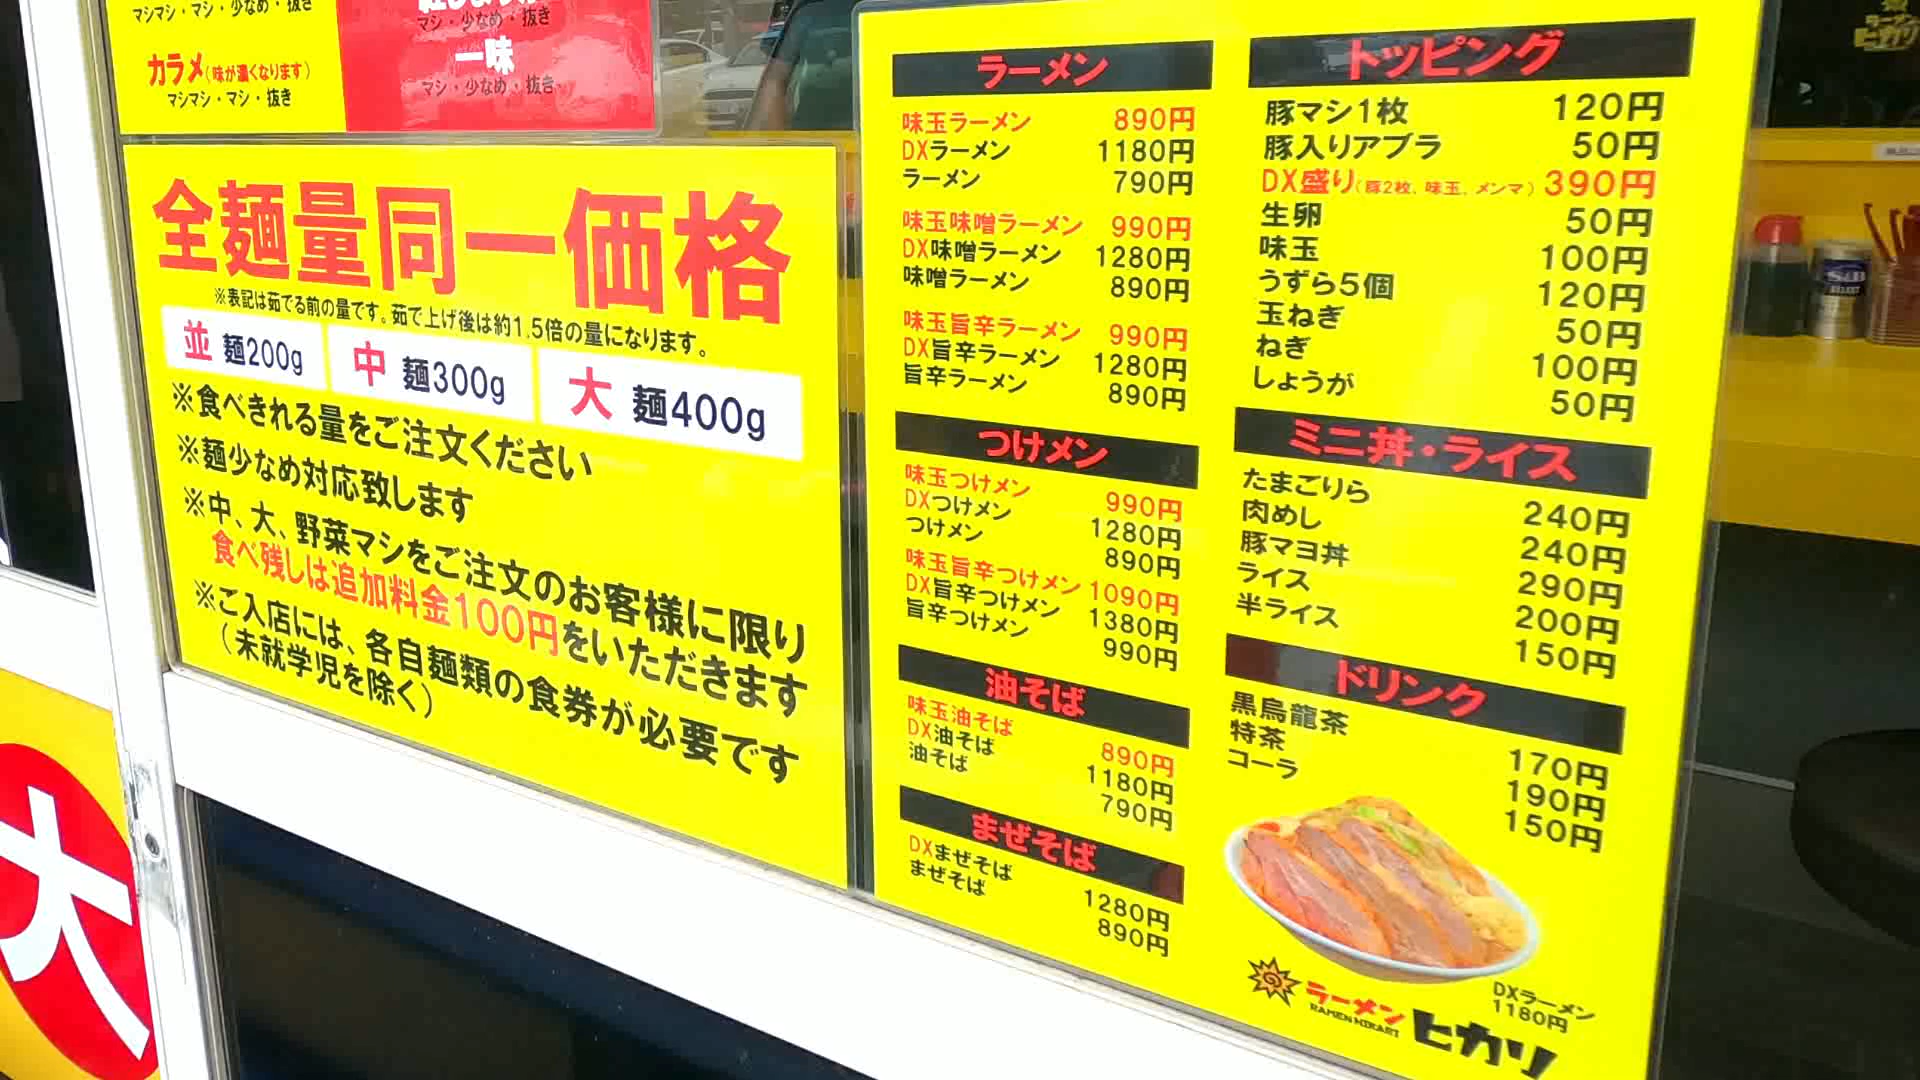 マシマシ・マシ・少なめ・抜き
カラメ(味が濃くなります)
マシマシ・マシ・抜き
マシ・少なめ・抜き
一味
マシ・少なめ・抜き
全麺量同一価格
※表記は茹でる前の量です。茹で上げ後は約1.5倍の量になります。
並 麺200g
中 麺300g
大 麺400g
※食べきれる量をご注文ください
※麺少なめ対応致します
※中、大、野菜マシをご注文のお客様に限り
食べ残しは追加料金100円をいただきます
※ご入店には、各自麺類の食券が必要です
(未就学児を除く)
大
ラーメン
味玉ラーメン 890円
DXラーメン 1180円
ラーメン 790円
味玉味噌ラーメン 990円
DX味噌ラーメン 1280円
味噌ラーメン 890円
味玉旨辛ラーメン 990円
DX旨辛ラーメン 1280円
旨辛ラーメン 890円
つけメン
味玉つけメン 990円
DXつけメン 1280円
つけメン 890円
味玉旨辛つけメン 1090円
DX旨辛つけメン 1380円
旨辛つけメン 990円
油そば
味玉油そば 890円
DX油そば 1180円
油そば 790円
まぜそば
DXまぜそば 1280円
まぜそば 890円
トッピング
豚マシ1枚 120円
豚入りアブラ 50円
DX盛り(豚2枚、味玉、メンマ) 390円
生卵 50円
味玉 100円
うずら5個 120円
玉ねぎ 50円
ねぎ 100円
しょうが 50円
ミニ丼・ライス
たまごりら 240円
肉めし 240円
豚マヨ丼 290円
ライス 200円
半ライス 150円
ドリンク
黒烏龍茶 170円
特茶 190円
コーラ 150円
DXラーメン
1180円
ラーメン
RAMEN HIKARI
ヒカリ
ラーメン
ヒカリ
S&B